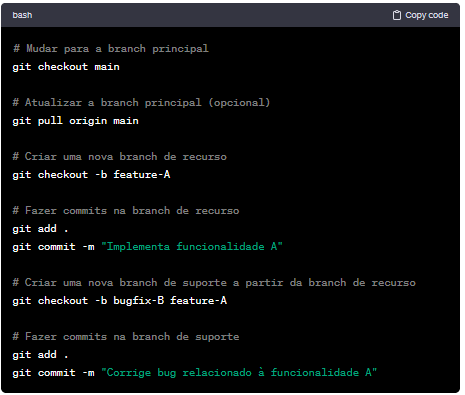 bash
Copy code
# Mudar para a branch principal
git checkout main
# Atualizar a branch principal (opcional)
git pull origin main
# Criar uma nova branch de recurso
git checkout -b feature-A
# Fazer commits na branch de recurso
git add .
git commit -m "Implementa funcionalidade A"
# Criar uma nova branch de suporte a partir da branch de recurso
git checkout -b bugfix-B feature-A
# Fazer commits na branch de suporte
git add .
git commit -m "Corrige bug relacionado à funcionalidade A"